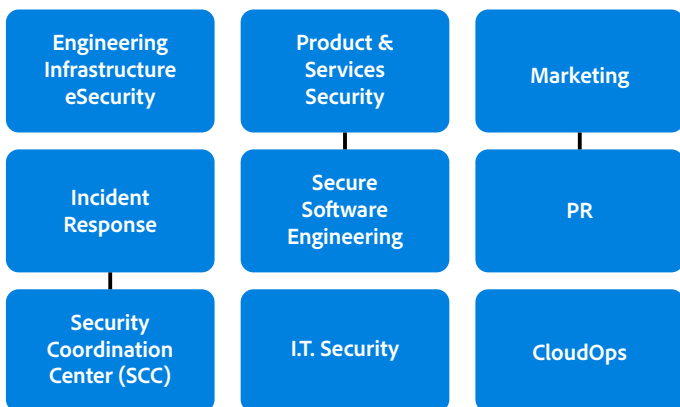 Engineering
Infrastructure
eSecurity
Product &
Services
Security
Marketing
Incident
Response
Secure
Software
Engineering
PR
Security
Coordination
Center (SCC)
I.T. Security
CloudOps